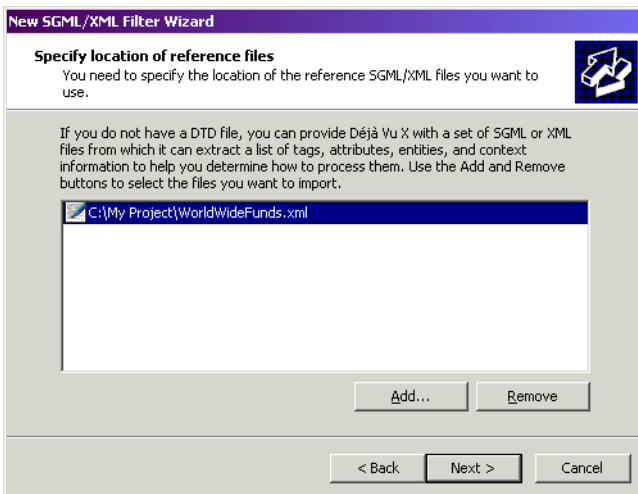 New SGML/XML Filter Wizard
Specify location of reference files
You need to specify the location of the reference SGML/XML files you want to
use.
If you do not have a DTD file, you can provide Déjà Vu X with a set of SGML or XML
files from which it can extract a list of tags, attributes, entities, and context
information to help you determine how to process them. Use the Add and Remove
buttons to select the files you want to import.
C:\My Project\WorldWideFunds.xml
Add... Remove
< Back Next > Cancel